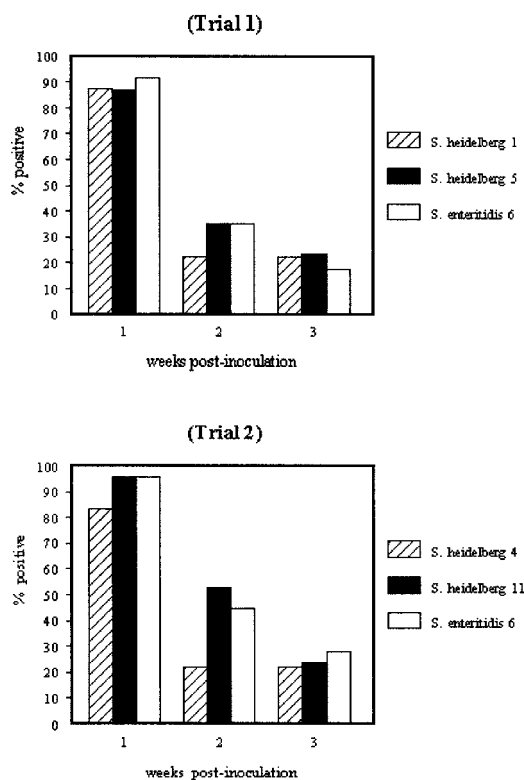 (Trial 1)
100
90
80
70
60
50
40
30
20
10
0
% positive
1 2 3
weeks post-inoculation
S. heidelberg 1
S. heidelberg 5
S. enteritidis 6
(Trial 2)
100
90
80
70
60
50
40
30
20
10
0
% positive
1 2 3
weeks post-inoculation
S. heidelberg 4
S. heidelberg 11
S. enteritidis 6